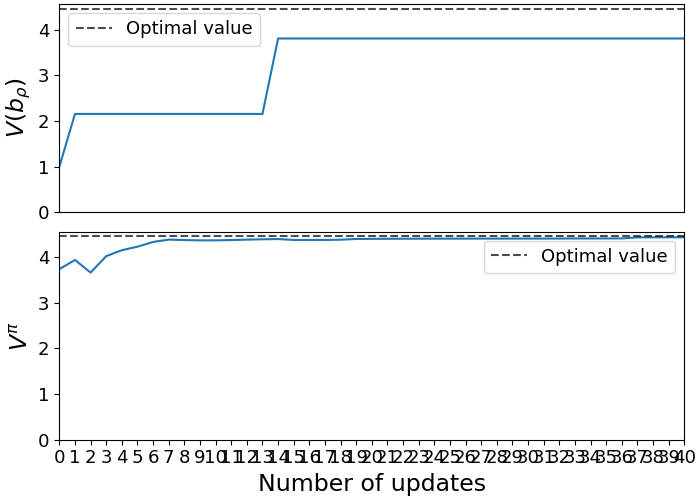 4
Optimal value
3
V(b_ρ)
2
1
0
4
Optimal value
3
V^π
2
1
0
0 1 2 3 4 5 6 7 8 9 10 11 12 13 14 15 16 17 18 19 20 21 22 23 24 25 26 27 28 29 30 31 32 33 34 35 36 37 38 39 40
Number of updates